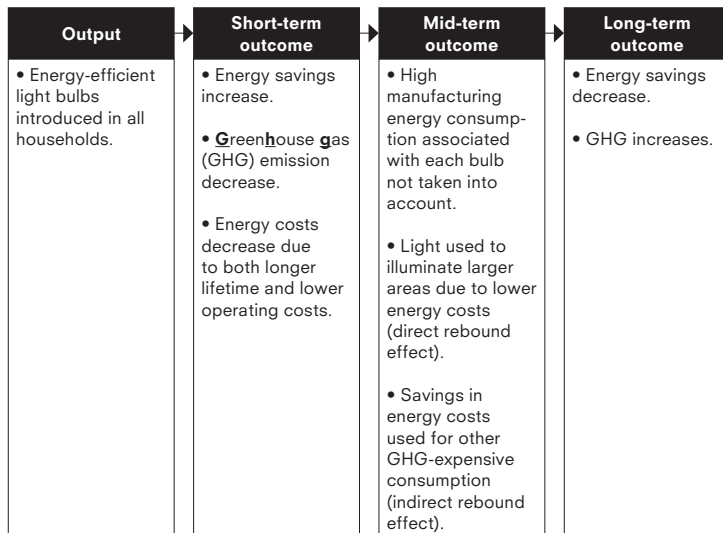 Output
• Energy-efficient
light bulbs
introduced in all
households.
Short-term
outcome
• Energy savings
increase.
• Greenhouse gas
(GHG) emission
decrease.
• Energy costs
decrease due
to both longer
lifetime and lower
operating costs.
Mid-term
outcome
• High
manufacturing
energy consump-
tion associated
with each bulb
not taken into
account.
• Light used to
illuminate larger
areas due to lower
energy costs
(direct rebound
effect).
• Savings in
energy costs
used for other
GHG-expensive
consumption
(indirect rebound
effect).
Long-term
outcome
• Energy savings
decrease.
• GHG increases.